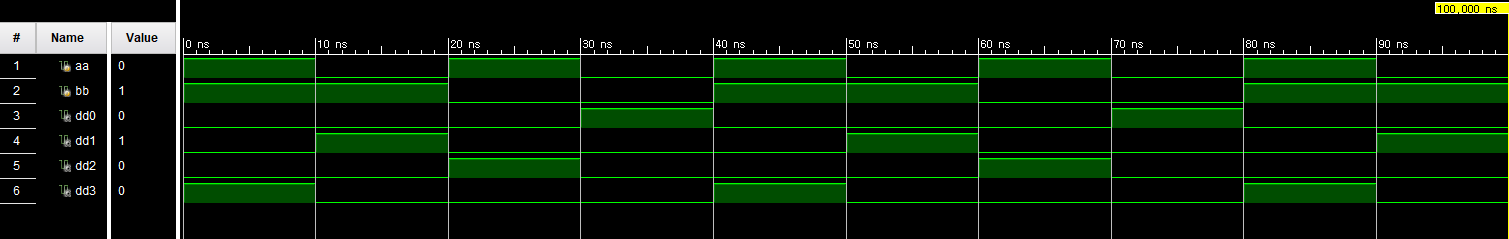 100,000 ns
# Name Value
0 ns 10 ns 20 ns 30 ns 40 ns 50 ns 60 ns 70 ns 80 ns 90 ns
1 aa 0
2 bb 1
3 dd0 0
4 dd1 1
5 dd2 0
6 dd3 0